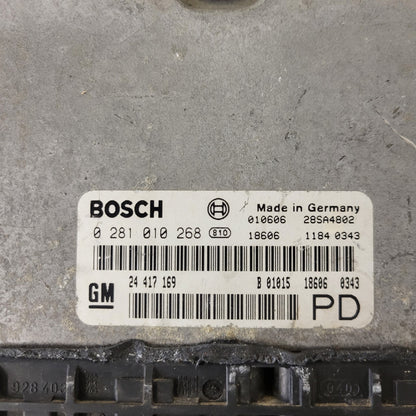 BOSCH Made in Germany
010606 28SA4802
0 281 010 268 810 18606 1184 0343
24 417 169 B 01015 18606 0343
GM PD